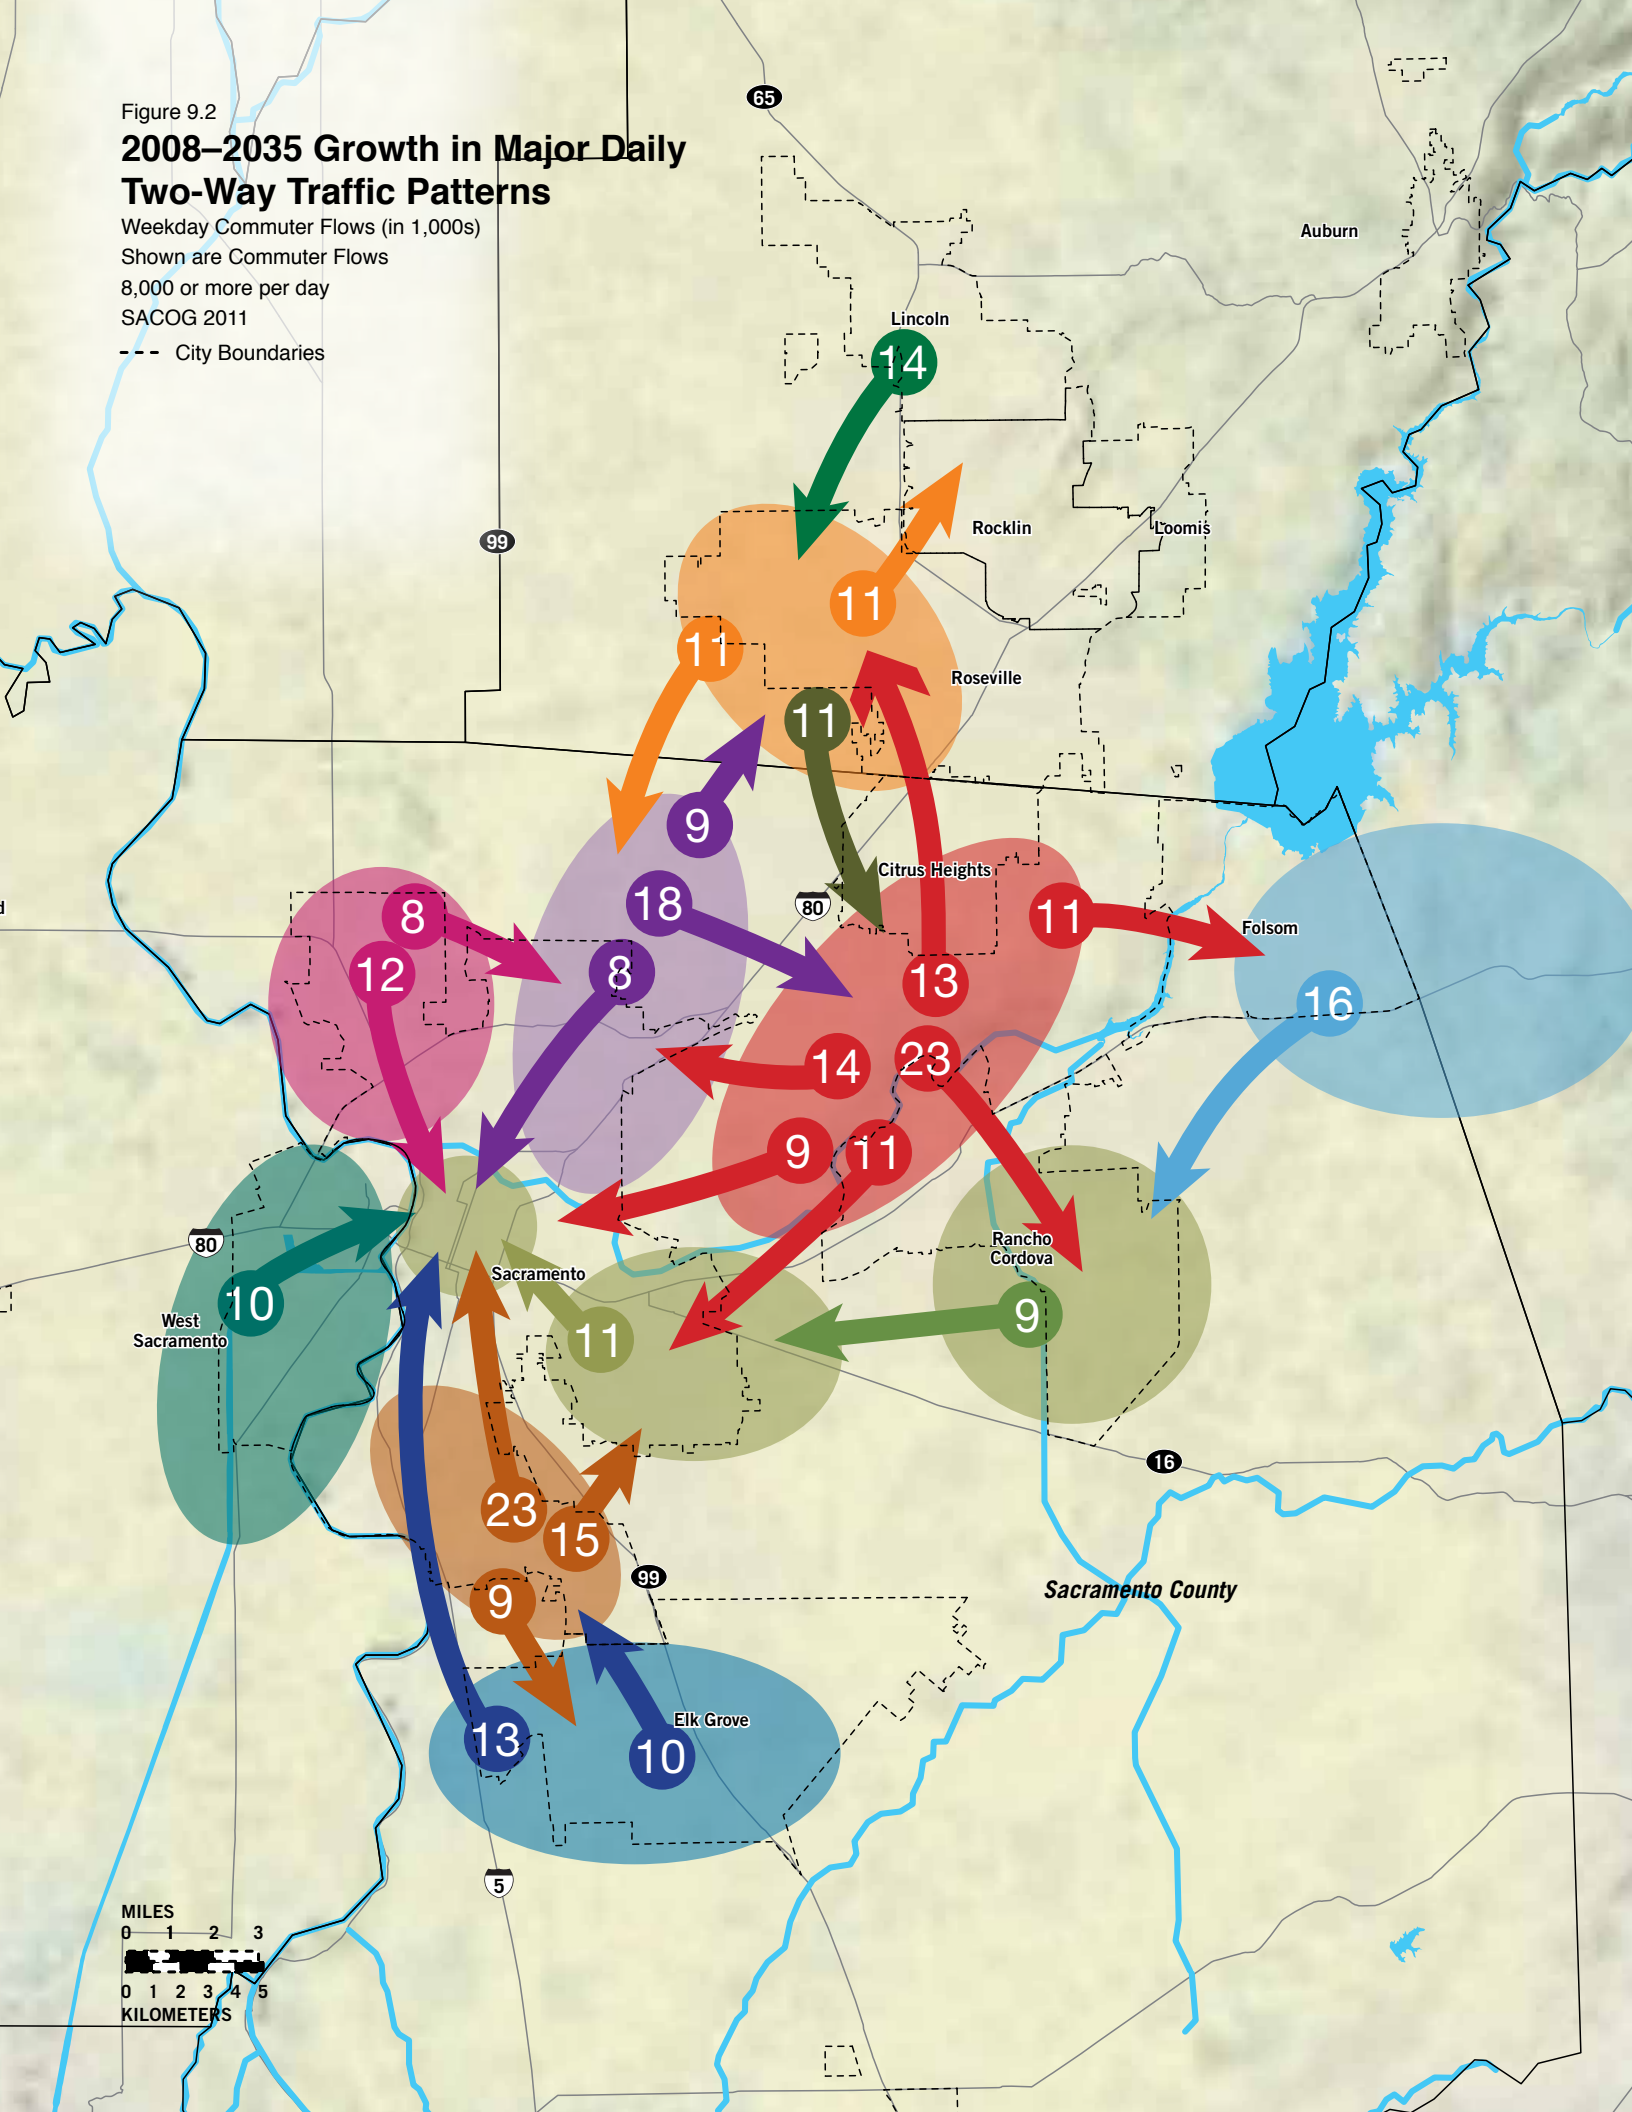 Figure 9.2
2008–2035 Growth in Major Daily
Two-Way Traffic Patterns
Weekday Commuter Flows (in 1,000s)
Shown are Commuter Flows
8,000 or more per day
SACOG 2011
City Boundaries
65
Auburn
Lincoln
14
99
Rocklin
Loomis
11
11
Roseville
11
9
Citrus Heights
18
80
8
11
Folsom
12
8
13
16
14
23
9
11
80
Rancho
Cordova
Sacramento
10
West
Sacramento
11
9
16
23
15
99
9
Sacramento County
Elk Grove
13
10
5
MILES
0 1 2 3
0 1 2 3 4 5
KILOMETERS